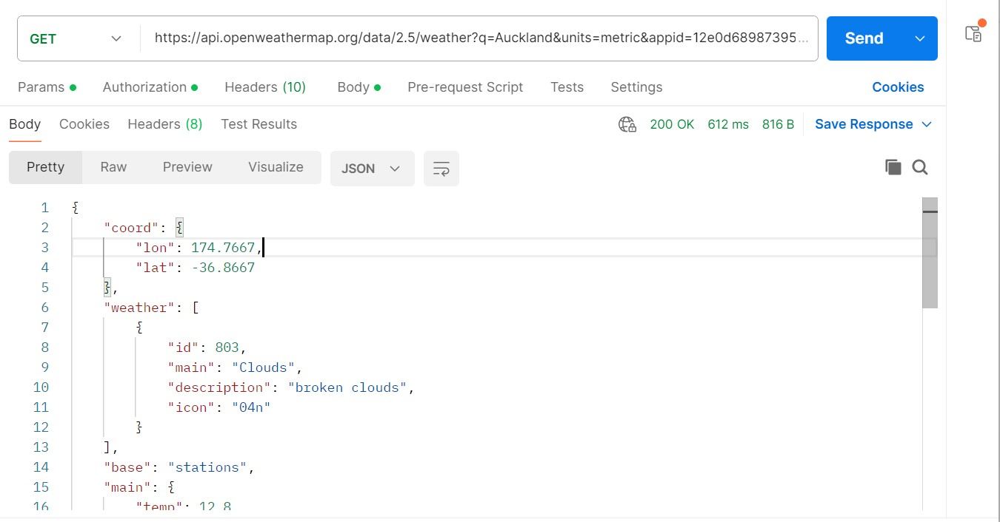 GET https://api.openweathermap.org/data/2.5/weather?q=Auckland&units=metric&appid=12e0d68987395... Send
Params Authorization Headers (10) Body Pre-request Script Tests Settings Cookies
Body Cookies Headers (8) Test Results 200 OK 612 ms 816 B Save Response
Pretty Raw Preview Visualize JSON
1 {
2 "coord": {
3 "lon": 174.7667,
4 "lat": -36.8667
5 },
6 "weather": [
7 {
8 "id": 803,
9 "main": "Clouds",
10 "description": "broken clouds",
11 "icon": "04n"
12 }
13 ],
14 "base": "stations",
15 "main": {
16 "temp": 12.8